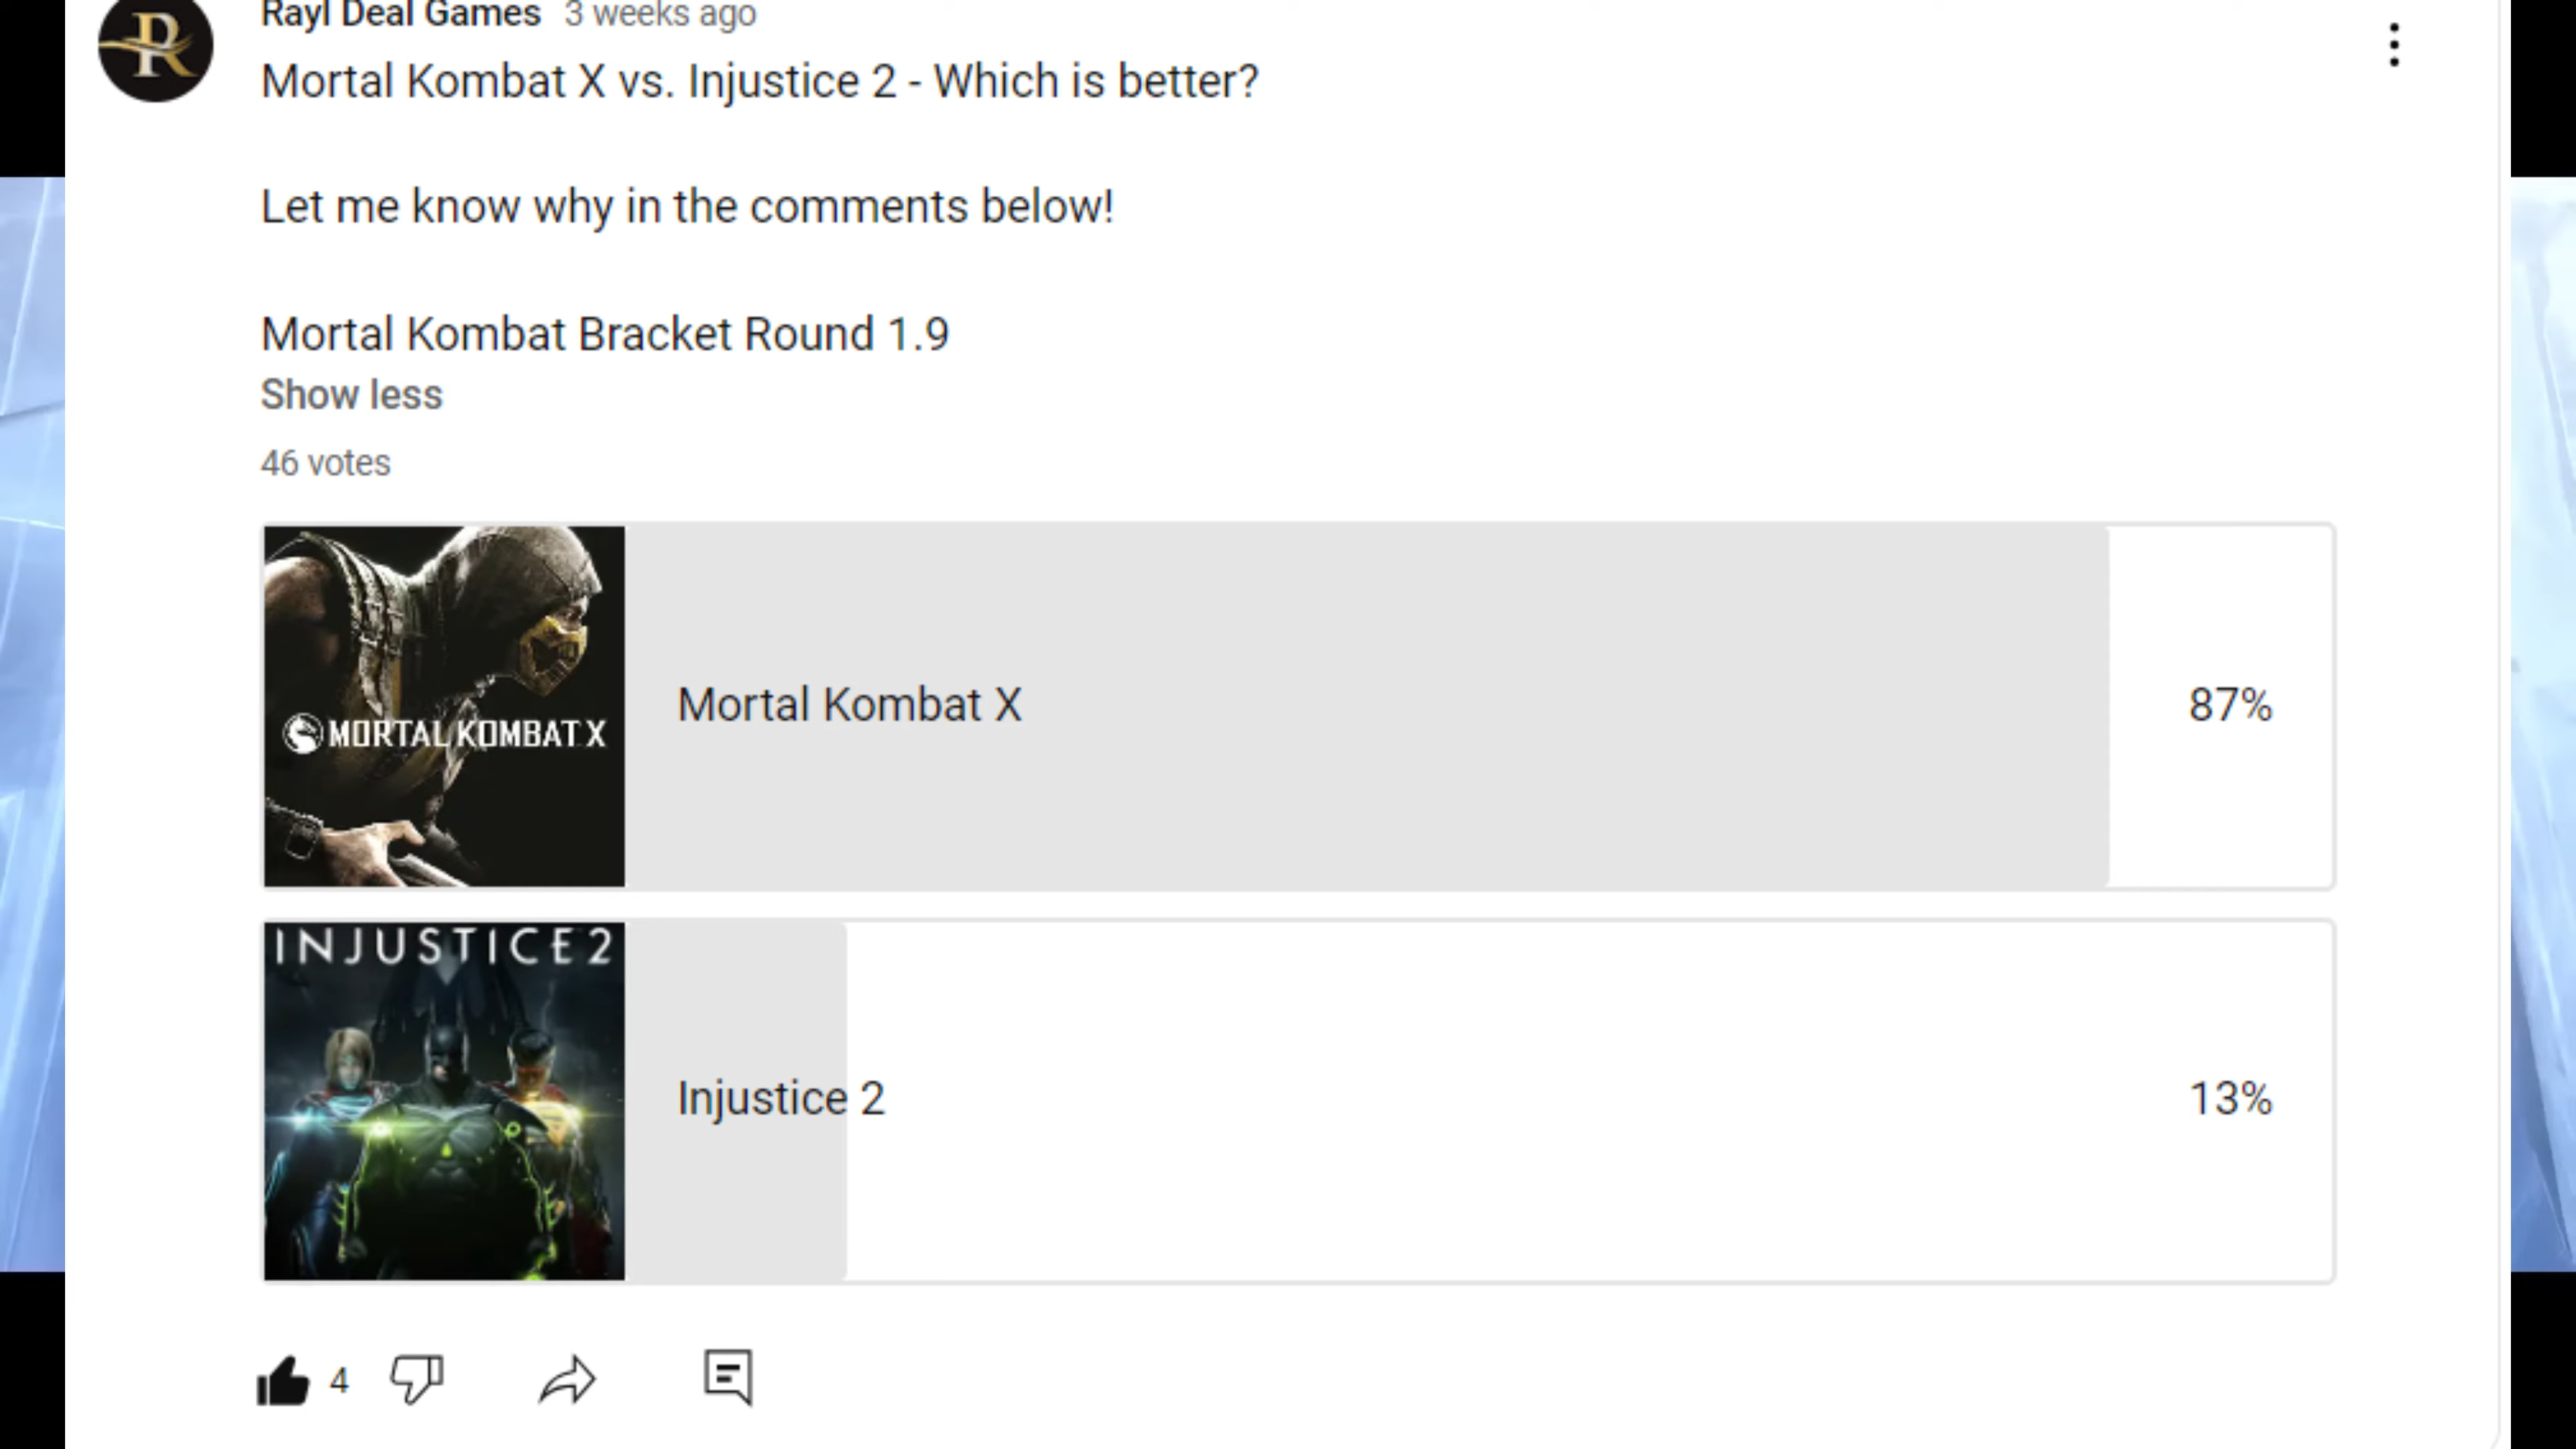 Rayl Deal Games 3 weeks ago
Mortal Kombat X vs. Injustice 2 - Which is better?
Let me know why in the comments below!
Mortal Kombat Bracket Round 1.9
Show less
46 votes
MORTAL KOMBAT X
Mortal Kombat X
87%
INJUSTICE 2
Injustice 2
13%
4